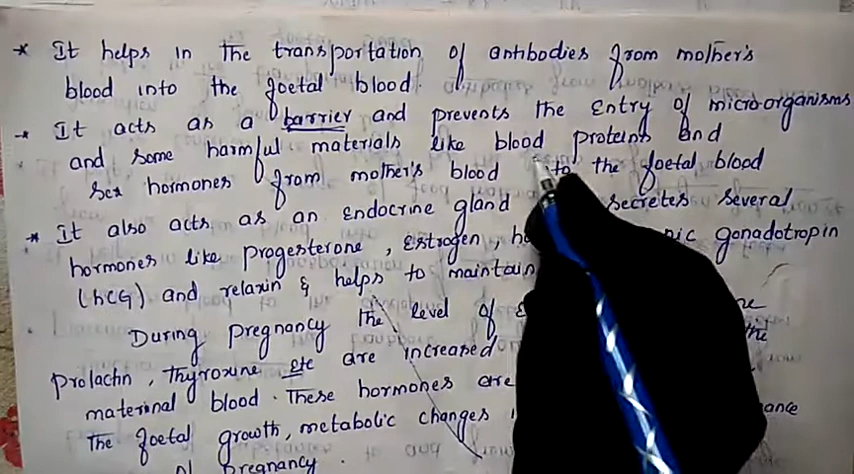 * It helps in the transportation of antibodies from mother's
blood into the foetal blood.
* It acts as a barrier and prevents the entry of microorganisms
and some harmful materials like blood proteins and
sex hormones from mother's blood to the foetal blood
* It also acts as an endocrine gland secretes several
hormones like progesterone, estrogen, gonadotropin
(hCG) and relaxin & helps to maintain
During pregnancy the level of
prolactin, Thyroxine etc are increased the
maternal blood. These hormones are
The foetal growth, metabolic changes
pregnancy.